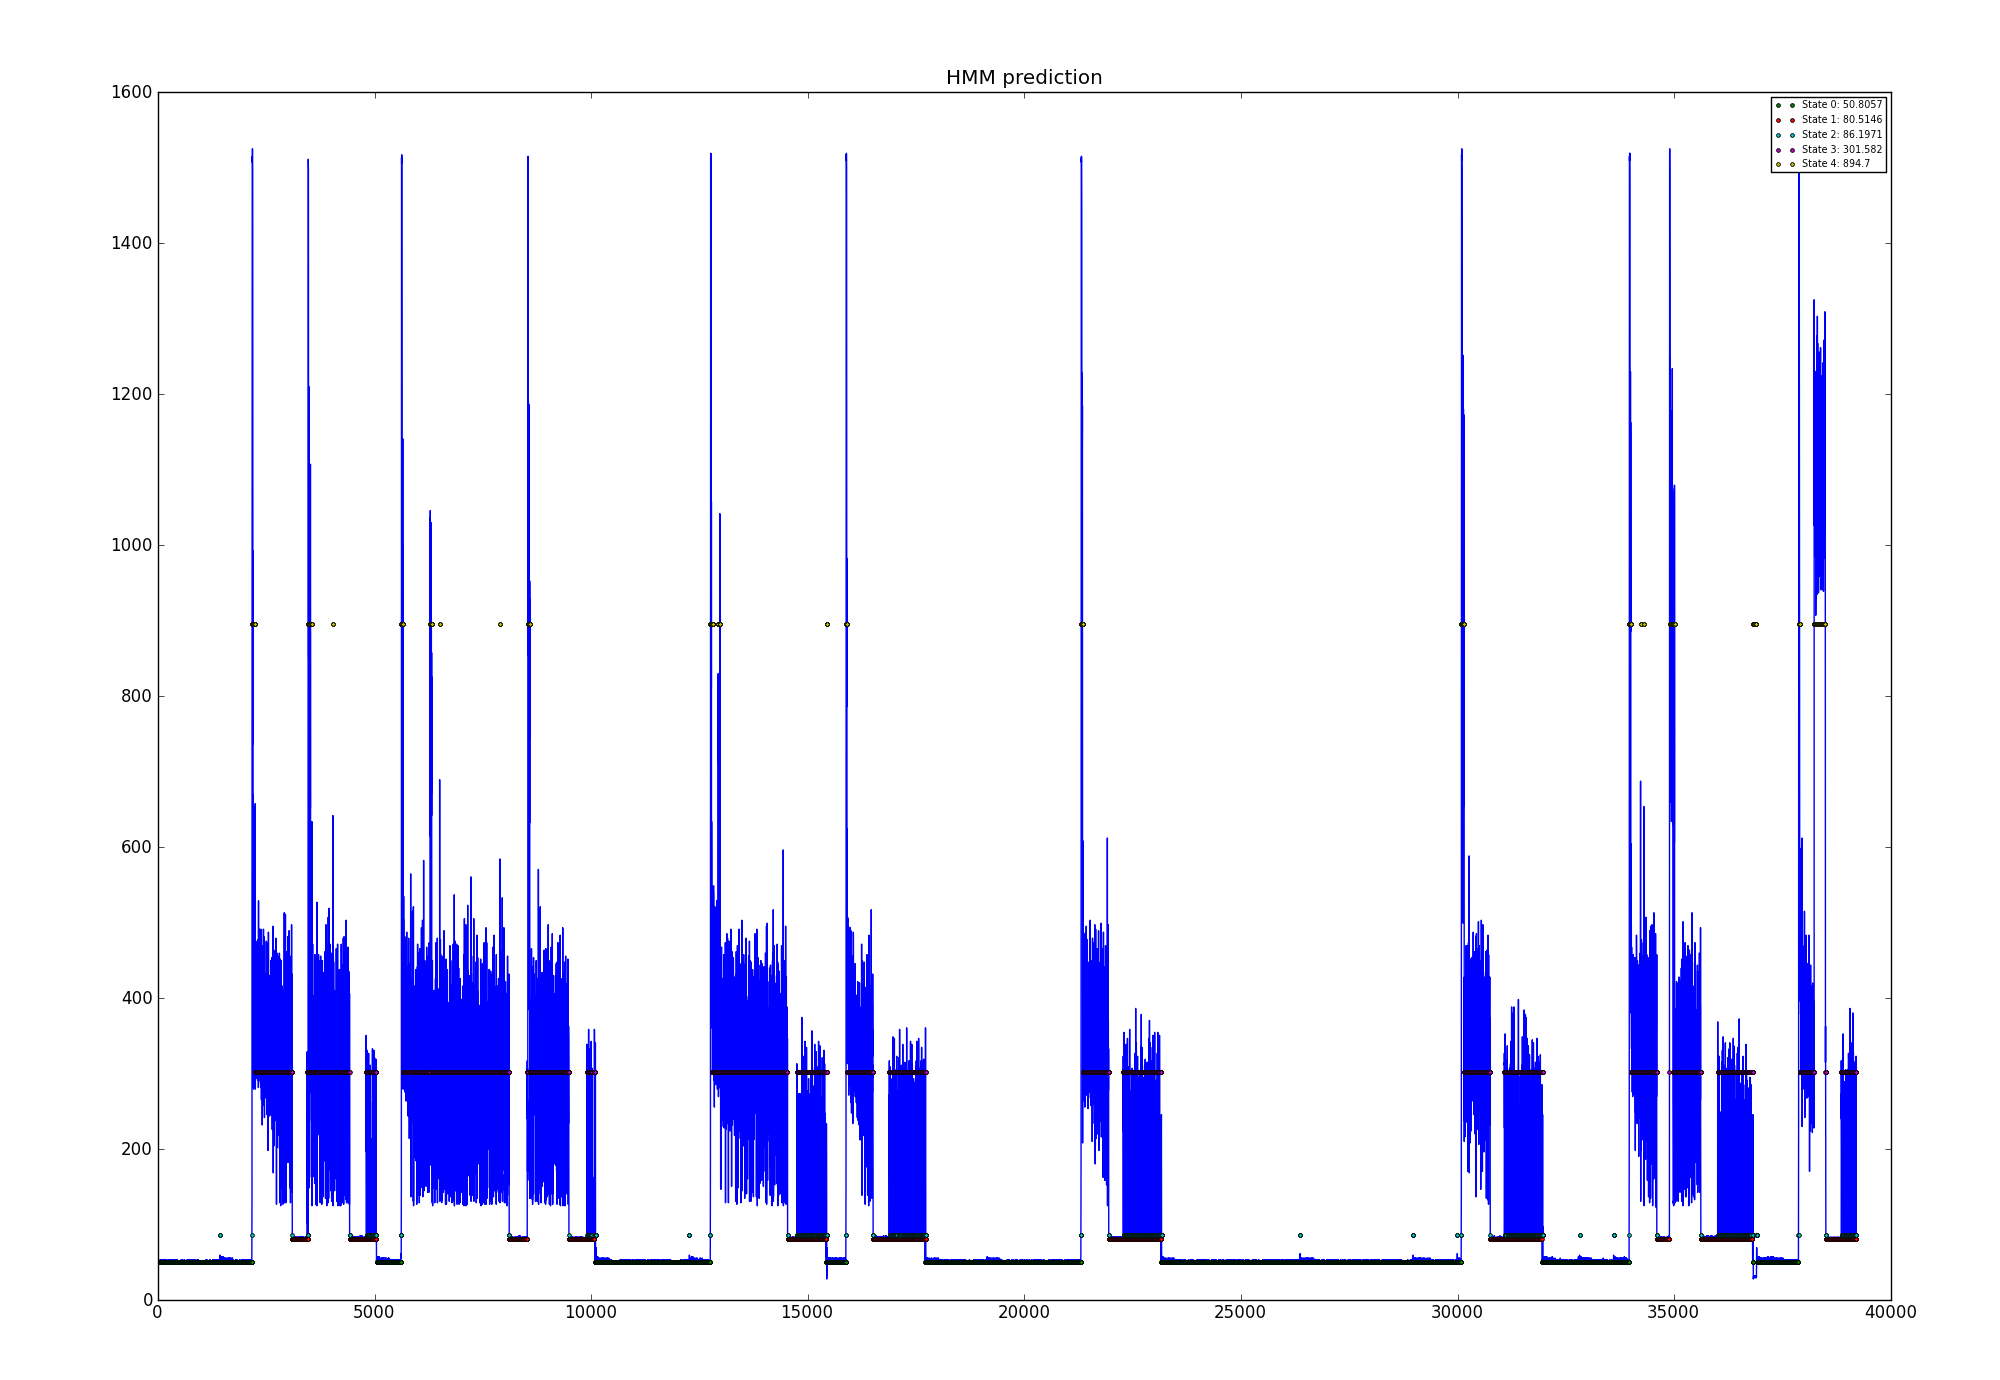 HMM prediction
1600
1400
1200
1000
800
600
400
200
0
State 0: 50.8057
State 1: 80.5146
State 2: 86.1971
State 3: 301.582
State 4: 894.7
0 5000 10000 15000 20000 25000 30000 35000 40000